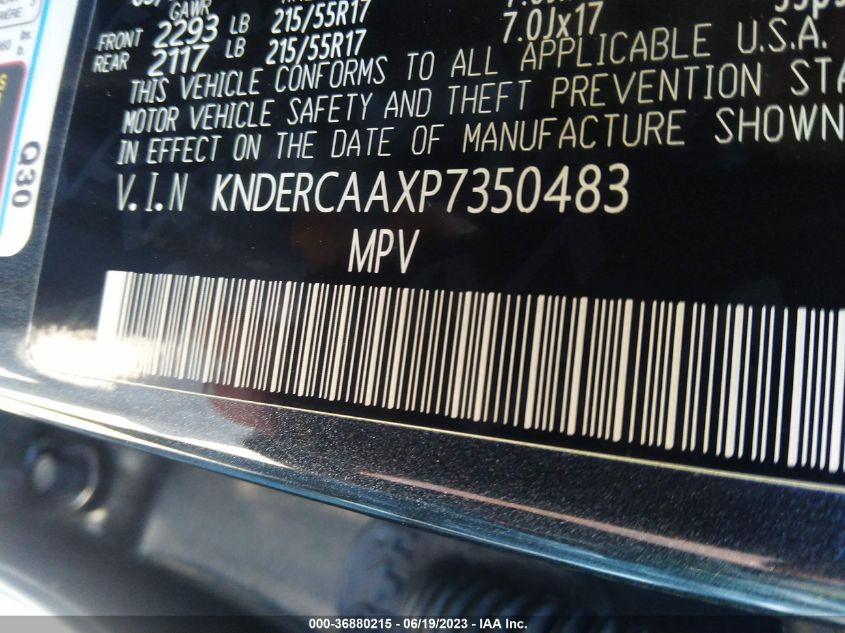 GAWR
FRONT 2293 LB 215/55R17 7.0Jx17
REAR 2117 LB 215/55R17
THIS VEHICLE CONFORMS TO ALL APPLICABLE U.S.A.
MOTOR VEHICLE SAFETY AND THEFT PREVENTION STA
IN EFFECT ON THE DATE OF MANUFACTURE SHOWN
V.I.N KNDERCAAXP7350483
MPV
Q30
000-36880215 - 06/19/2023 - IAA Inc.